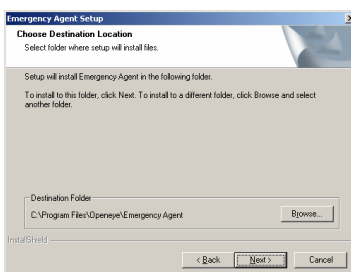 Emergency Agent Setup
Choose Destination Location
Select folder where setup will install files.
Setup will install Emergency Agent in the following folder.
To install to this folder, click Next. To install to a different folder, click Browse and select
another folder.
Destination Folder
C:\Program Files\Openeye\Emergency Agent
Browse...
InstallShield
< Back
Next >
Cancel